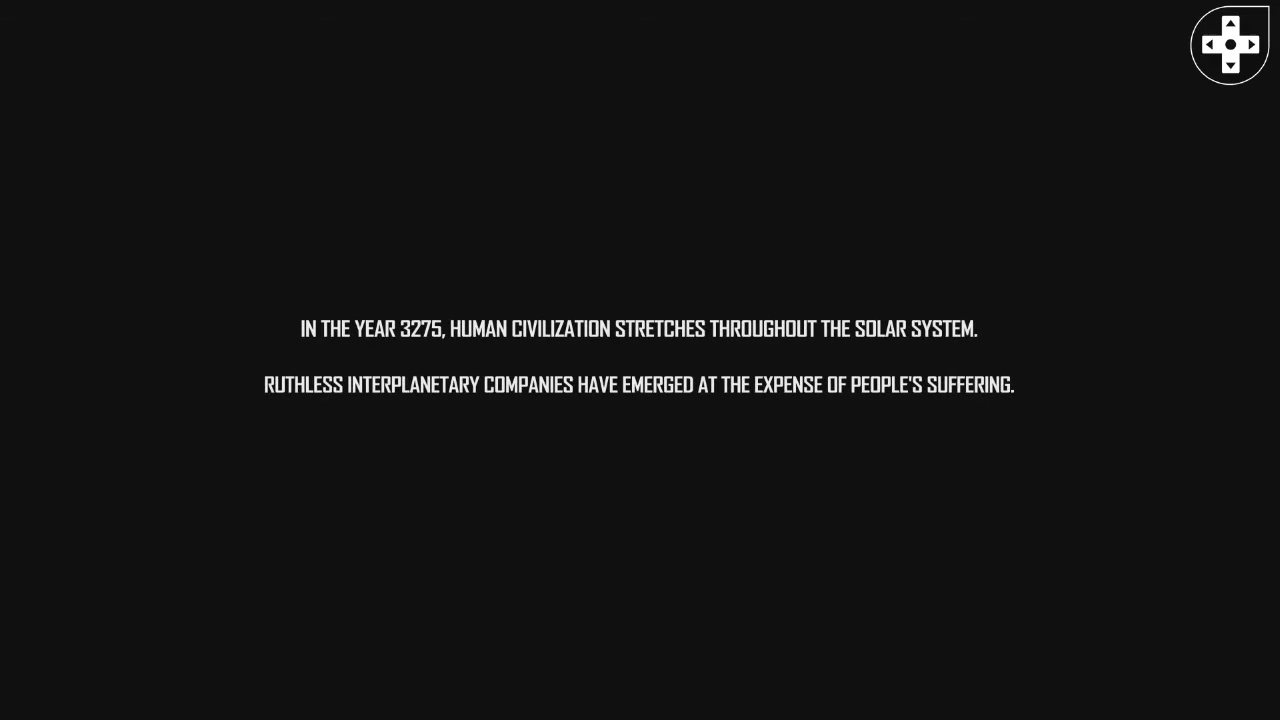 IN THE YEAR 3275, HUMAN CIVILIZATION STRETCHES THROUGHOUT THE SOLAR SYSTEM.
RUTHLESS INTERPLANETARY COMPANIES HAVE EMERGED AT THE EXPENSE OF PEOPLE'S SUFFERING.